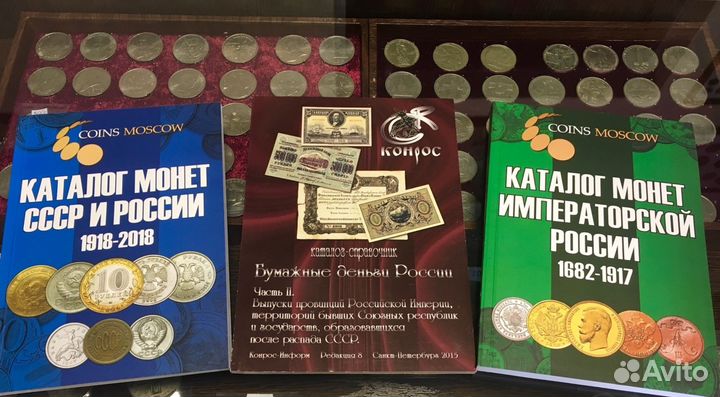 COINS MOSCOW
КАТАЛОГ МОНЕТ
СССР И РОССИИ
1918-2018
10
РУБЛЕЙ
КОНРОС
каталог-справочник
Бумажные деньги России
Часть II.
Выпуски провинций Российской Империи,
территорий бывших Союзных республик
и государств, образовавшихся
после распада СССР.
Конрос-Информ Редакция 8 Санкт-Петербург 2015
COINS MOSCOW
КАТАЛОГ МОНЕТ
ИМПЕРАТОРСКОЙ
РОССИИ
1682-1917
Avito